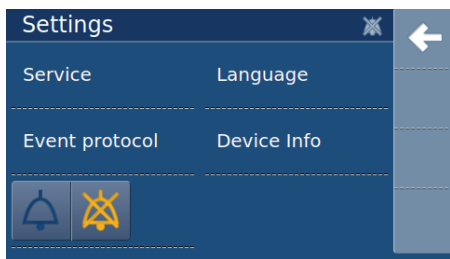 Settings
Service
Language
Event protocol
Device Info